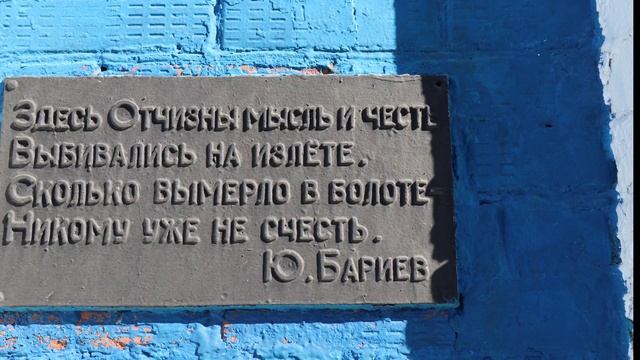 Здесь Отчизны мысль и честь
Выбивались на излёте.
Сколько вымерло в болоте
Никому уже не счесть.
Ю. Бариев